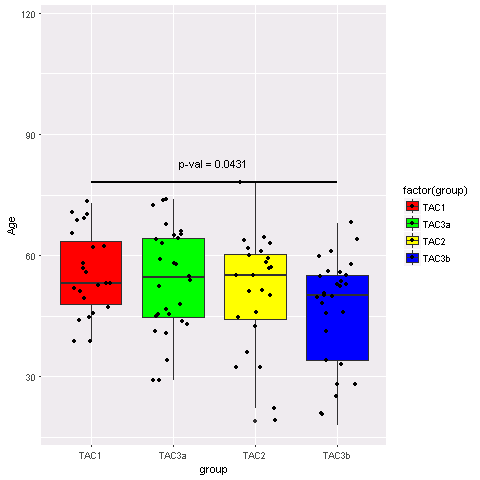 120
90
60
30
Age
p-val = 0.0431
TAC1
TAC3a
TAC2
TAC3b
group
factor(group)
TAC1
TAC3a
TAC2
TAC3b